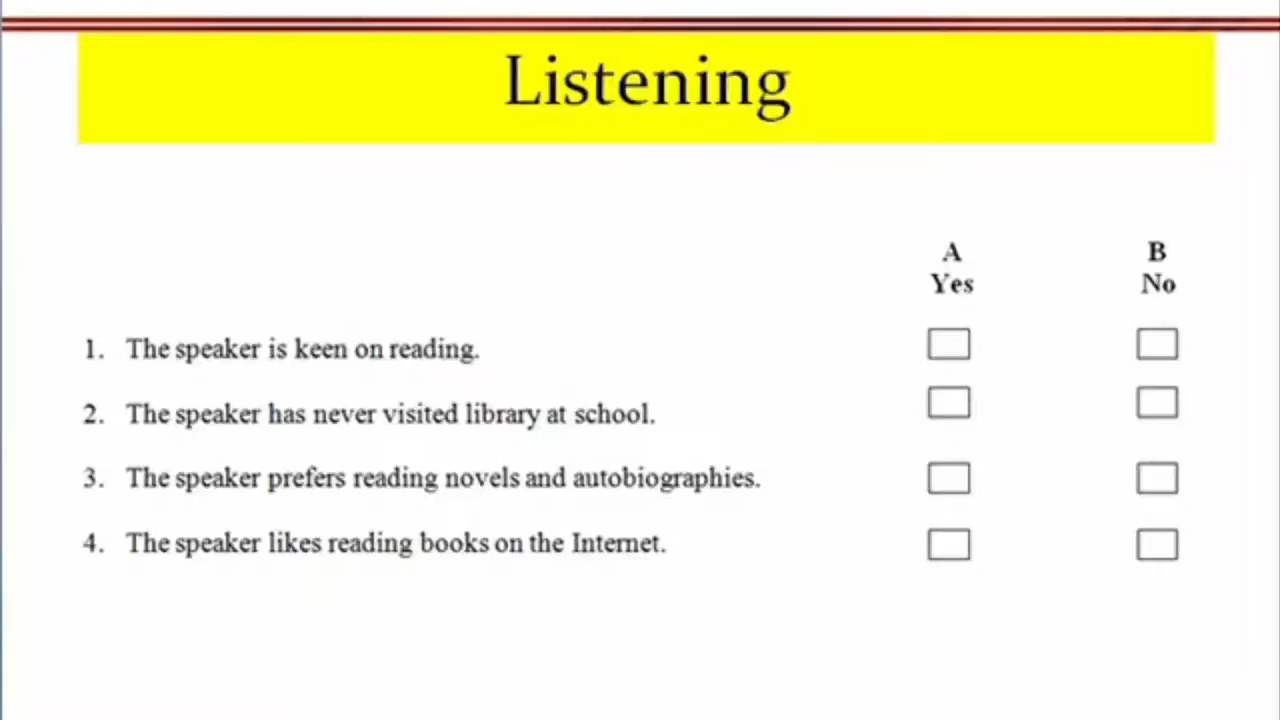 Listening
A B
Yes No
1. The speaker is keen on reading.
2. The speaker has never visited library at school.
3. The speaker prefers reading novels and autobiographies.
4. The speaker likes reading books on the Internet.